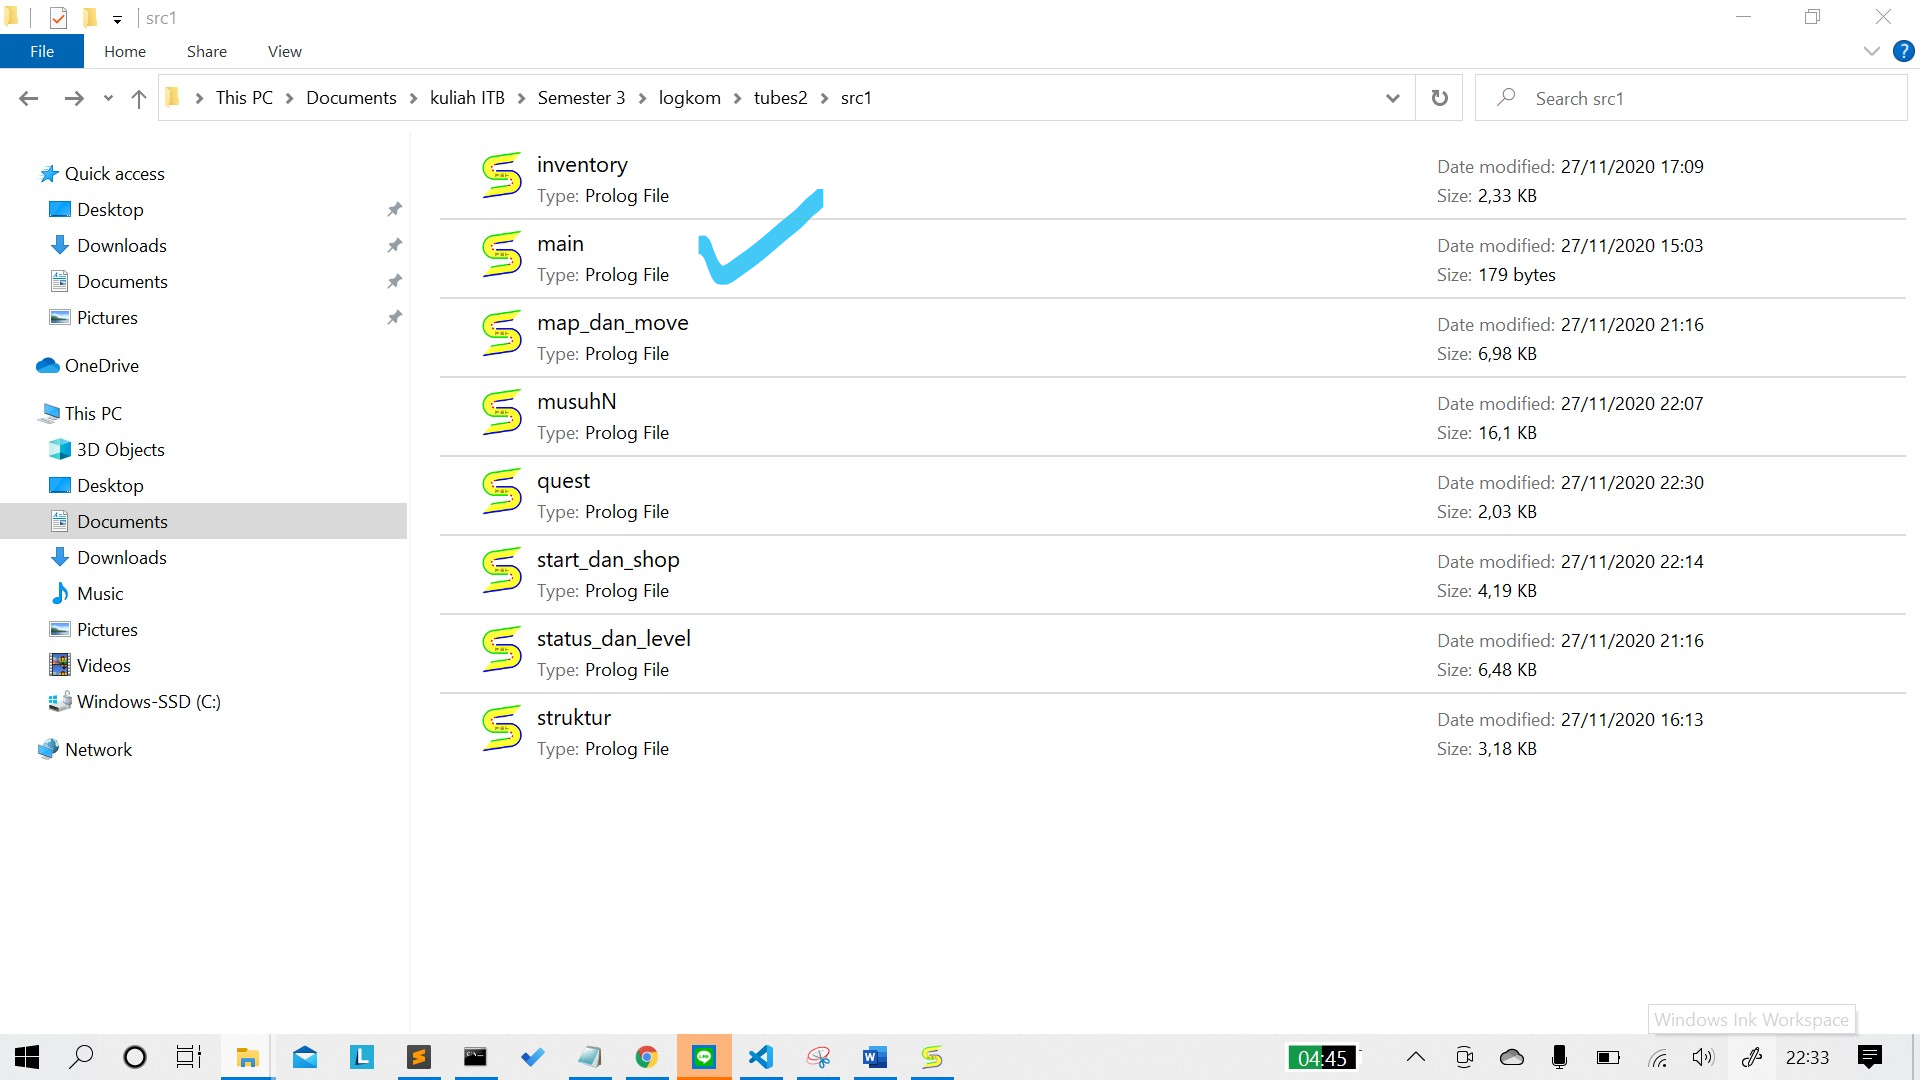 src1
File Home Share View
This PC Documents kuliah ITB Semester 3 logkom tubes2 src1
Search src1
Quick access
Desktop
Downloads
Documents
Pictures
OneDrive
This PC
3D Objects
Desktop
Documents
Downloads
Music
Pictures
Videos
Windows-SSD (C:)
Network
inventory
Type: Prolog File
Date modified: 27/11/2020 17:09
Size: 2,33 KB
main
Type: Prolog File
Date modified: 27/11/2020 15:03
Size: 179 bytes
map_dan_move
Type: Prolog File
Date modified: 27/11/2020 21:16
Size: 6,98 KB
musuhN
Type: Prolog File
Date modified: 27/11/2020 22:07
Size: 16,1 KB
quest
Type: Prolog File
Date modified: 27/11/2020 22:30
Size: 2,03 KB
start_dan_shop
Type: Prolog File
Date modified: 27/11/2020 22:14
Size: 4,19 KB
status_dan_level
Type: Prolog File
Date modified: 27/11/2020 21:16
Size: 6,48 KB
struktur
Type: Prolog File
Date modified: 27/11/2020 16:13
Size: 3,18 KB
Windows Ink Workspace
04:45
22:33